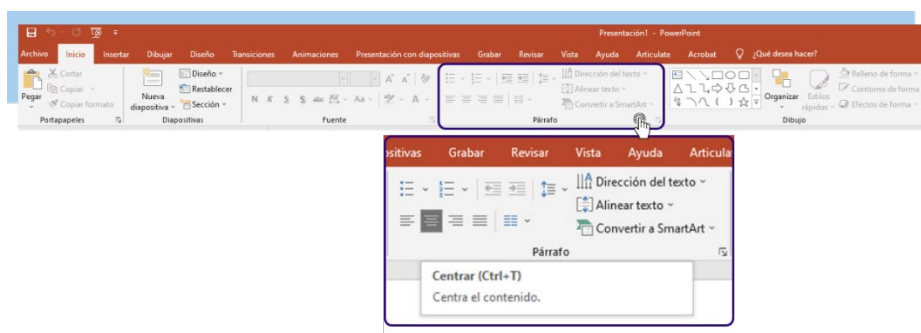 Presentación1 - PowerPoint
Archivo Inicio Insertar Dibujar Diseño Transiciones Animaciones Presentación con diapositivas Grabar Revisar Vista Ayuda Articulate Acrobat ¿Qué desea hacer?
Cortar Diseño Dirección del texto Relleno de forma
Copiar Restablecer Alinear texto Contorno de forma
Pegar Copiar formato Nueva diapositiva Sección N K S S abc AV Aa A Convertir a SmartArt Organizar Estilos rápidos Efectos de forma
Portapapeles Diapositivas Fuente Párrafo Dibujo
ositivas Grabar Revisar Vista Ayuda Articula
Dirección del texto
Alinear texto
Convertir a SmartArt
Párrafo
Centrar (Ctrl+T)
Centra el contenido.